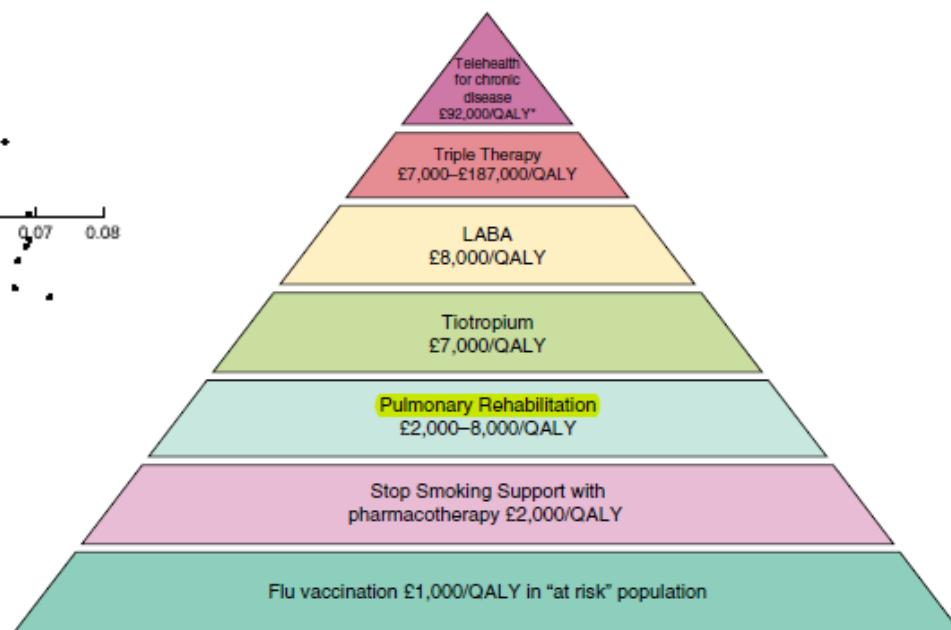 Telehealth
for chronic
disease
£92,000/QALY*
Triple Therapy
£7,000–£187,000/QALY
0.07 0.08
LABA
£8,000/QALY
Tiotropium
£7,000/QALY
Pulmonary Rehabilitation
£2,000–8,000/QALY
Stop Smoking Support with
pharmacotherapy £2,000/QALY
Flu vaccination £1,000/QALY in “at risk” population